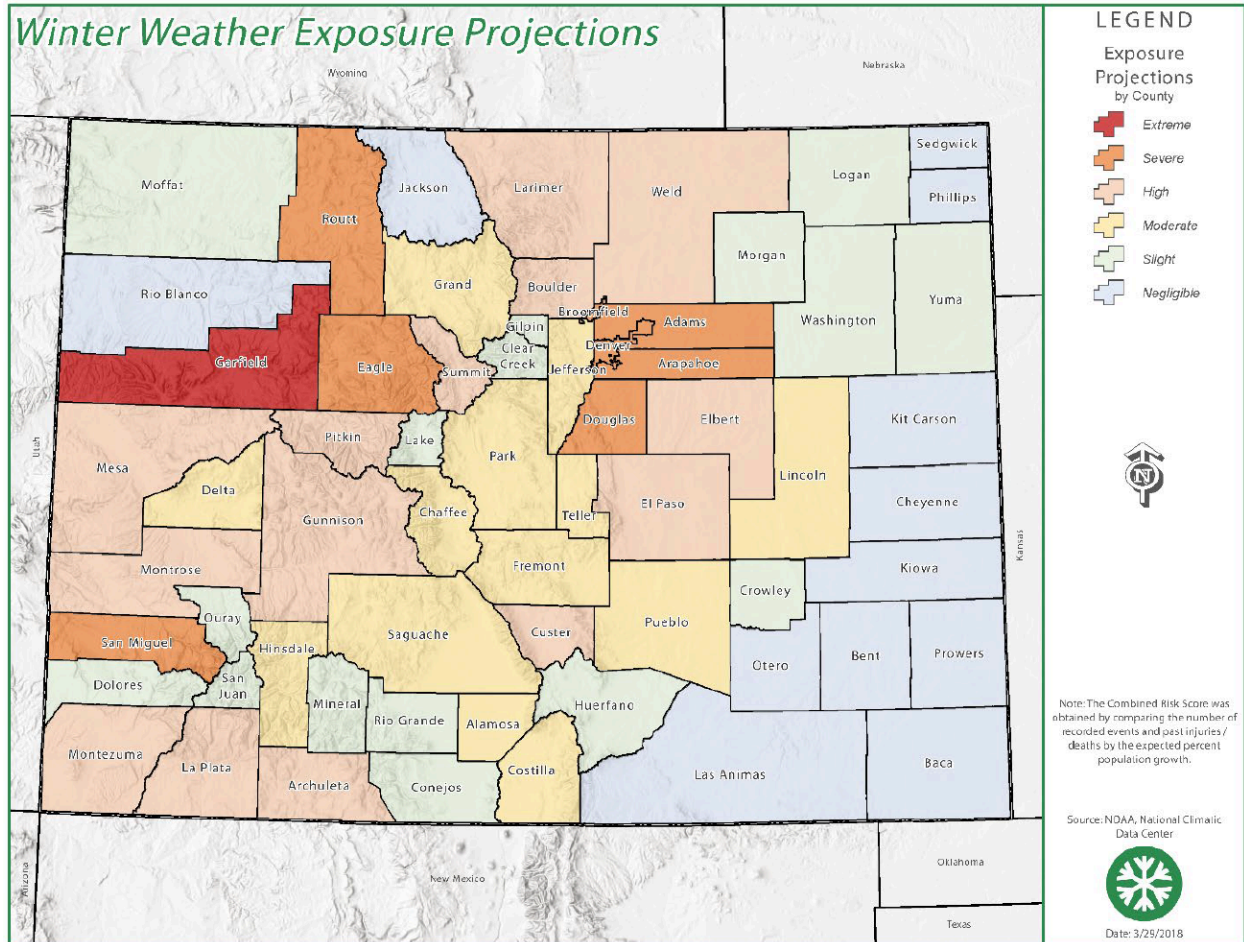 Winter Weather Exposure Projections
Wyoming
Nebraska
Utah
Kansas
Arizona
New Mexico
Oklahoma
Texas
Moffat
Routt
Jackson
Larimer
Weld
Logan
Sedgwick
Phillips
Rio Blanco
Grand
Boulder
Morgan
Washington
Yuma
Broomfield
Gilpin
Adams
Garfield
Eagle
Summit
Clear
Creek
Denver
Jefferson
Arapahoe
Mesa
Pitkin
Lake
Park
Douglas
Elbert
Lincoln
Kit Carson
Delta
Gunnison
Chaffee
Teller
El Paso
Cheyenne
Montrose
Fremont
Crowley
Kiowa
Ouray
San Miguel
Hinsdale
Saguache
Custer
Pueblo
Otero
Bent
Prowers
Dolores
San
Juan
Mineral
Rio Grande
Alamosa
Huerfano
Montezuma
La Plata
Archuleta
Conejos
Costilla
Las Animas
Baca
LEGEND
Exposure
Projections
by County
Extreme
Severe
High
Moderate
Slight
Negligible
N
Note: The Combined Risk Score was
obtained by comparing the number of
recorded events and past injuries /
deaths by the expected percent
population growth.
Source: NOAA, National Climatic
Data Center
Date: 3/29/2018